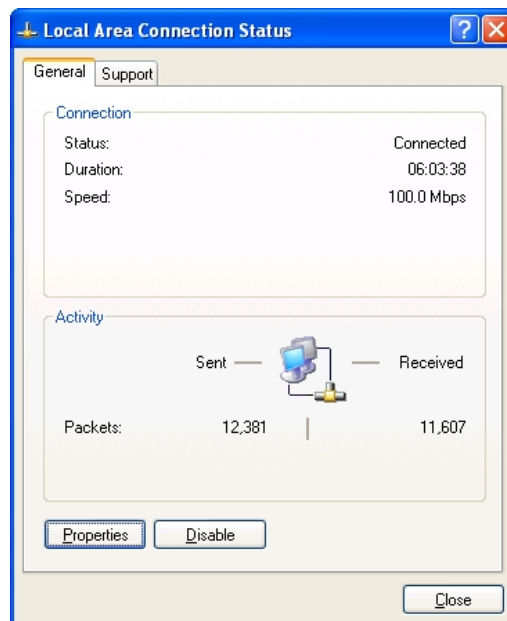 Local Area Connection Status
General Support
Connection
Status: Connected
Duration: 06:03:38
Speed: 100.0 Mbps
Activity
Sent Received
Packets: 12,381 11,607
Properties Disable
Close